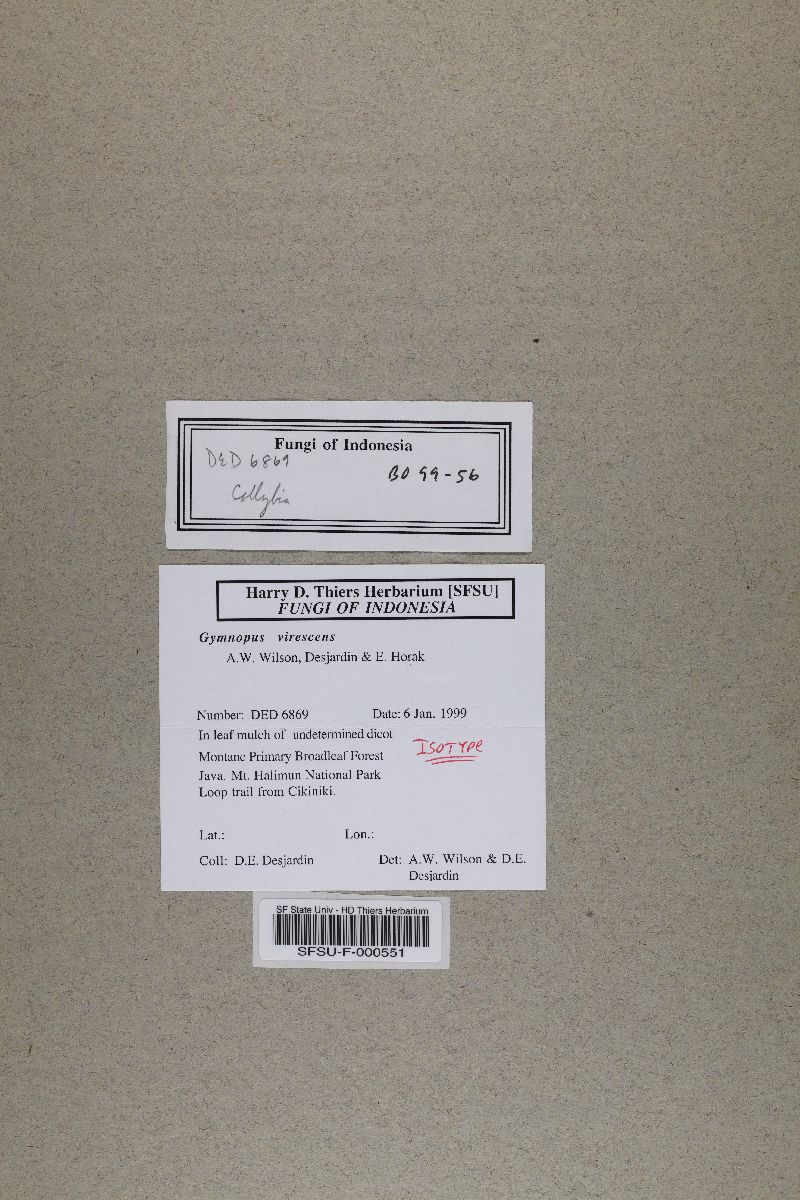 Fungi of Indonesia
DED 6869
BO 99-56
Collybia
Harry D. Thiers Herbarium [SFSU]
FUNGI OF INDONESIA
Gymnopus virescens
A.W. Wilson, Desjardin & E. Horak
Number: DED 6869 Date: 6 Jan. 1999
In leaf mulch of undetermined dicot
Montane Primary Broadleaf Forest
ISOTYPE
Java. Mt. Halimun National Park
Loop trail from Cikiniki.
Lat.: Lon.:
Coll: D.E. Desjardin Det: A.W. Wilson & D.E.
Desjardin
SF State Univ - HD Thiers Herbarium
SFSU-F-000551